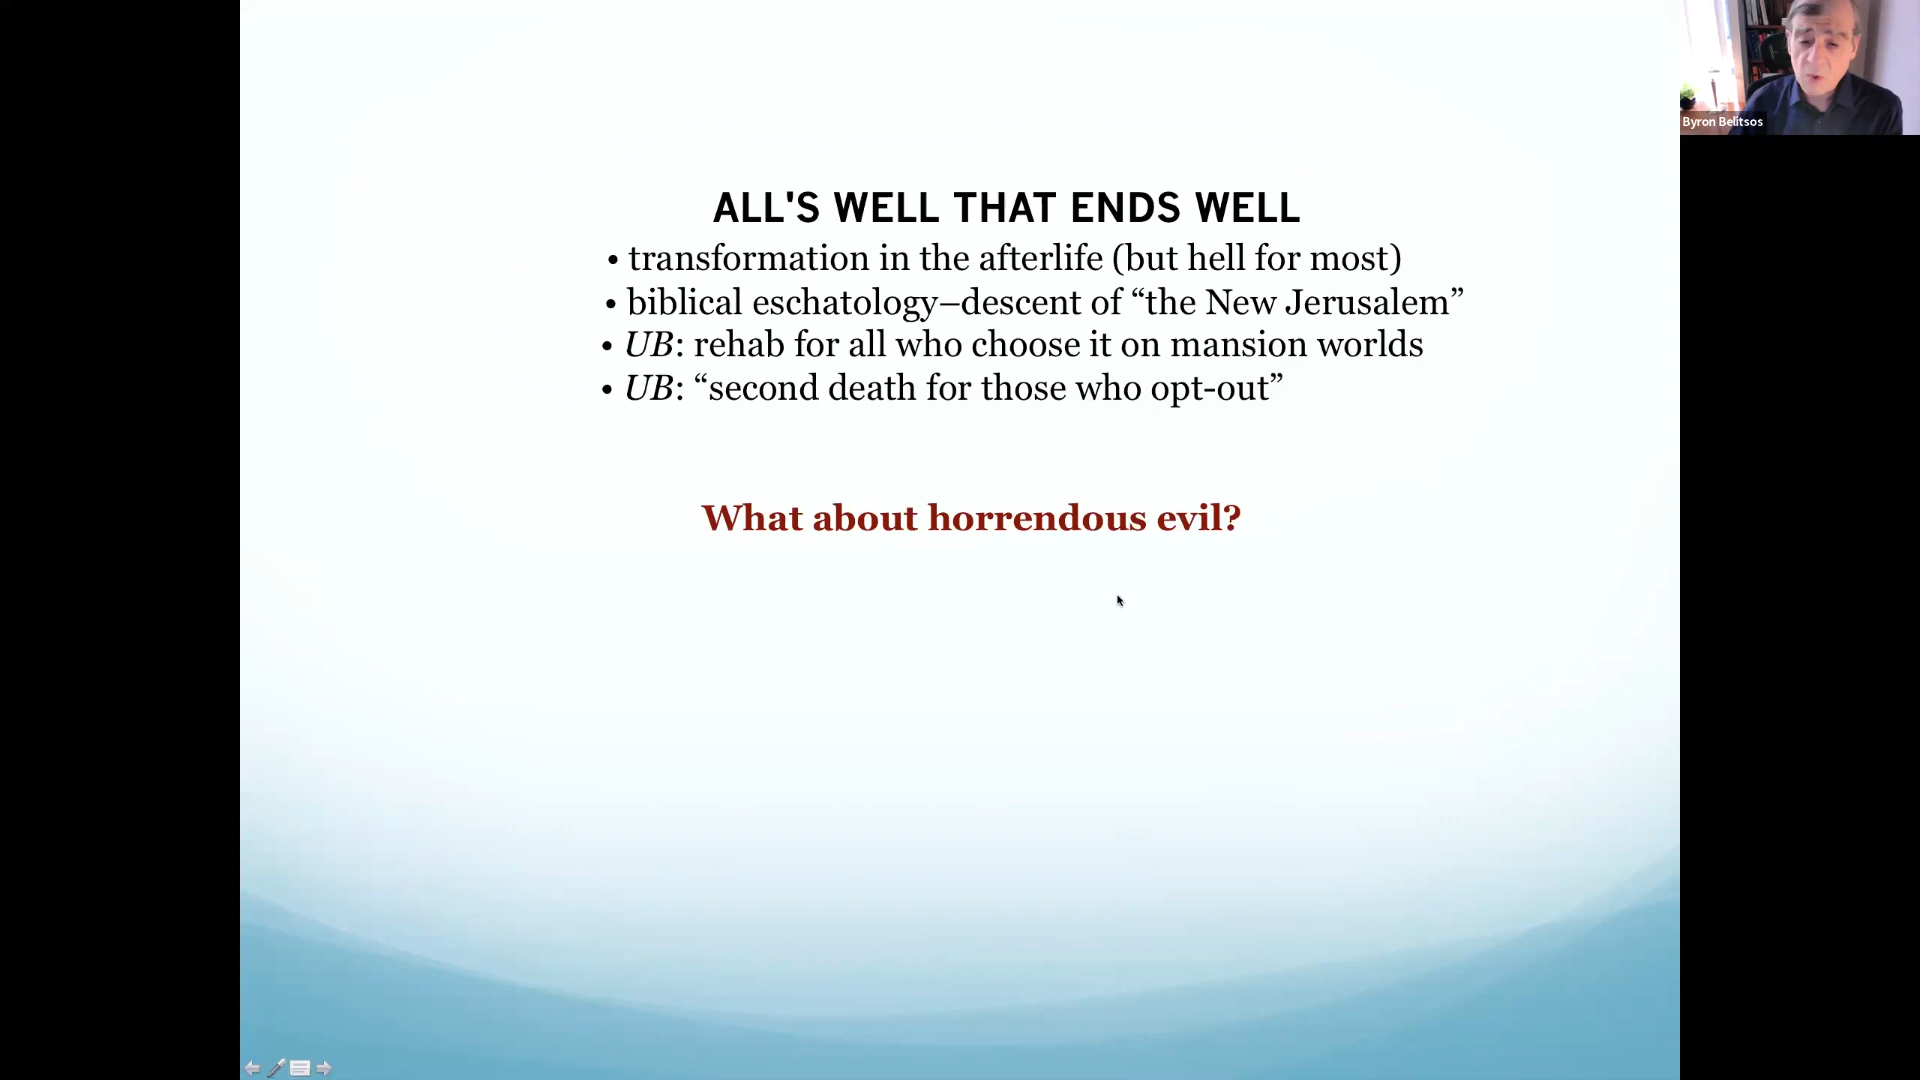 Byron Belitsos
ALL'S WELL THAT ENDS WELL
• transformation in the afterlife (but hell for most)
• biblical eschatology–descent of “the New Jerusalem”
• UB: rehab for all who choose it on mansion worlds
• UB: “second death for those who opt-out”
What about horrendous evil?